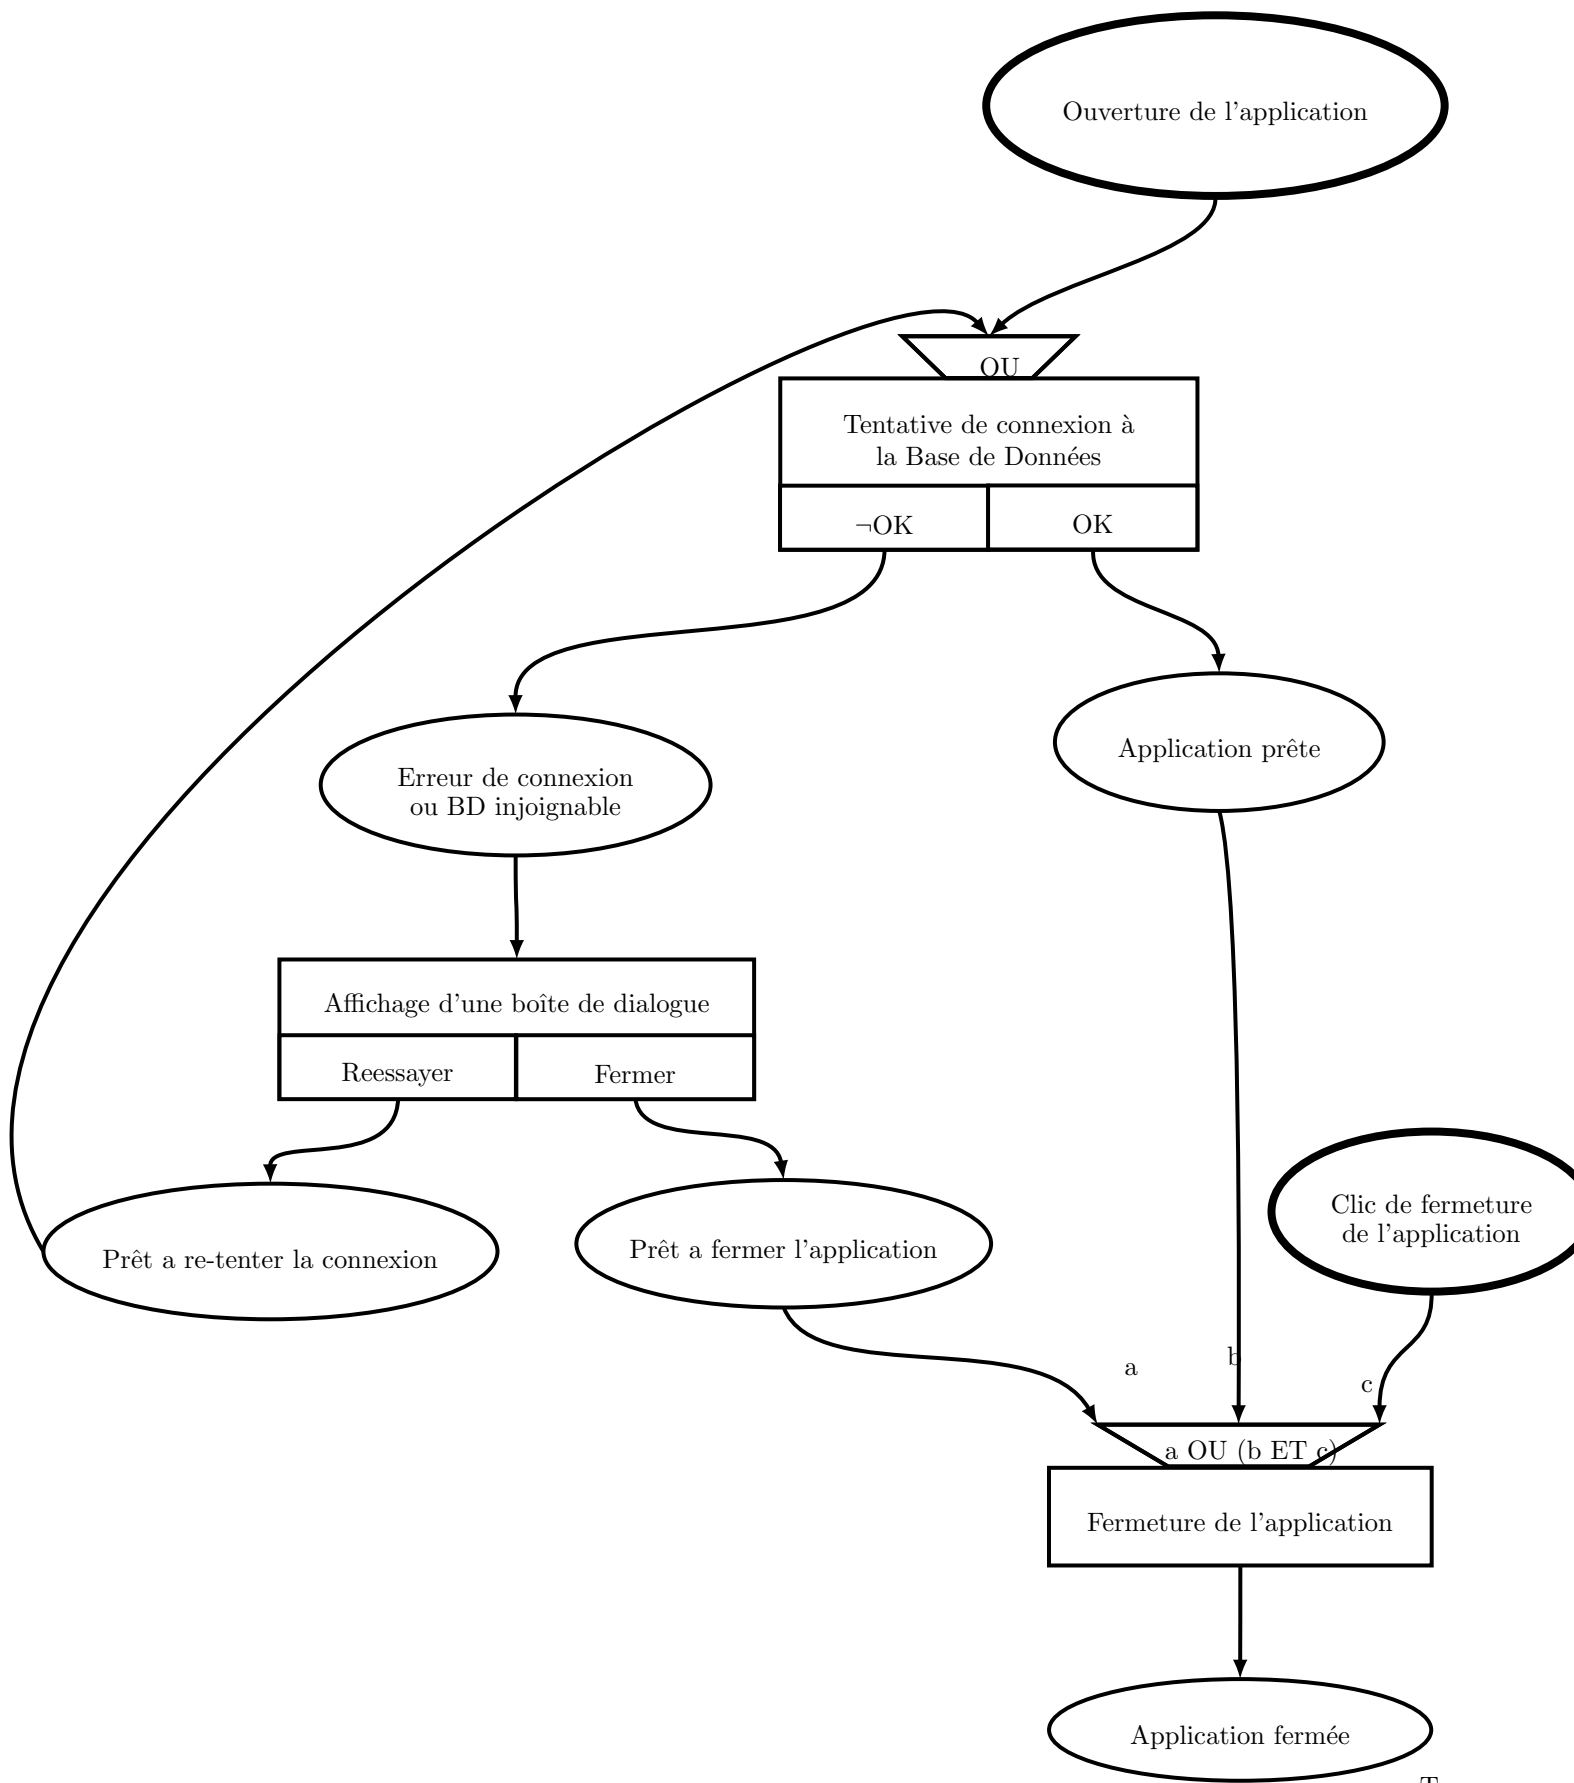 Ouverture de l'application
OU
Tentative de connexion à
la Base de Données
¬OK
OK
Erreur de connexion
ou BD injoignable
Application prête
Affichage d'une boîte de dialogue
Reessayer
Fermer
Clic de fermeture
de l'application
Prêt a re-tenter la connexion
Prêt a fermer l'application
a
b
c
a OU (b ET c)
Fermeture de l'application
Application fermée